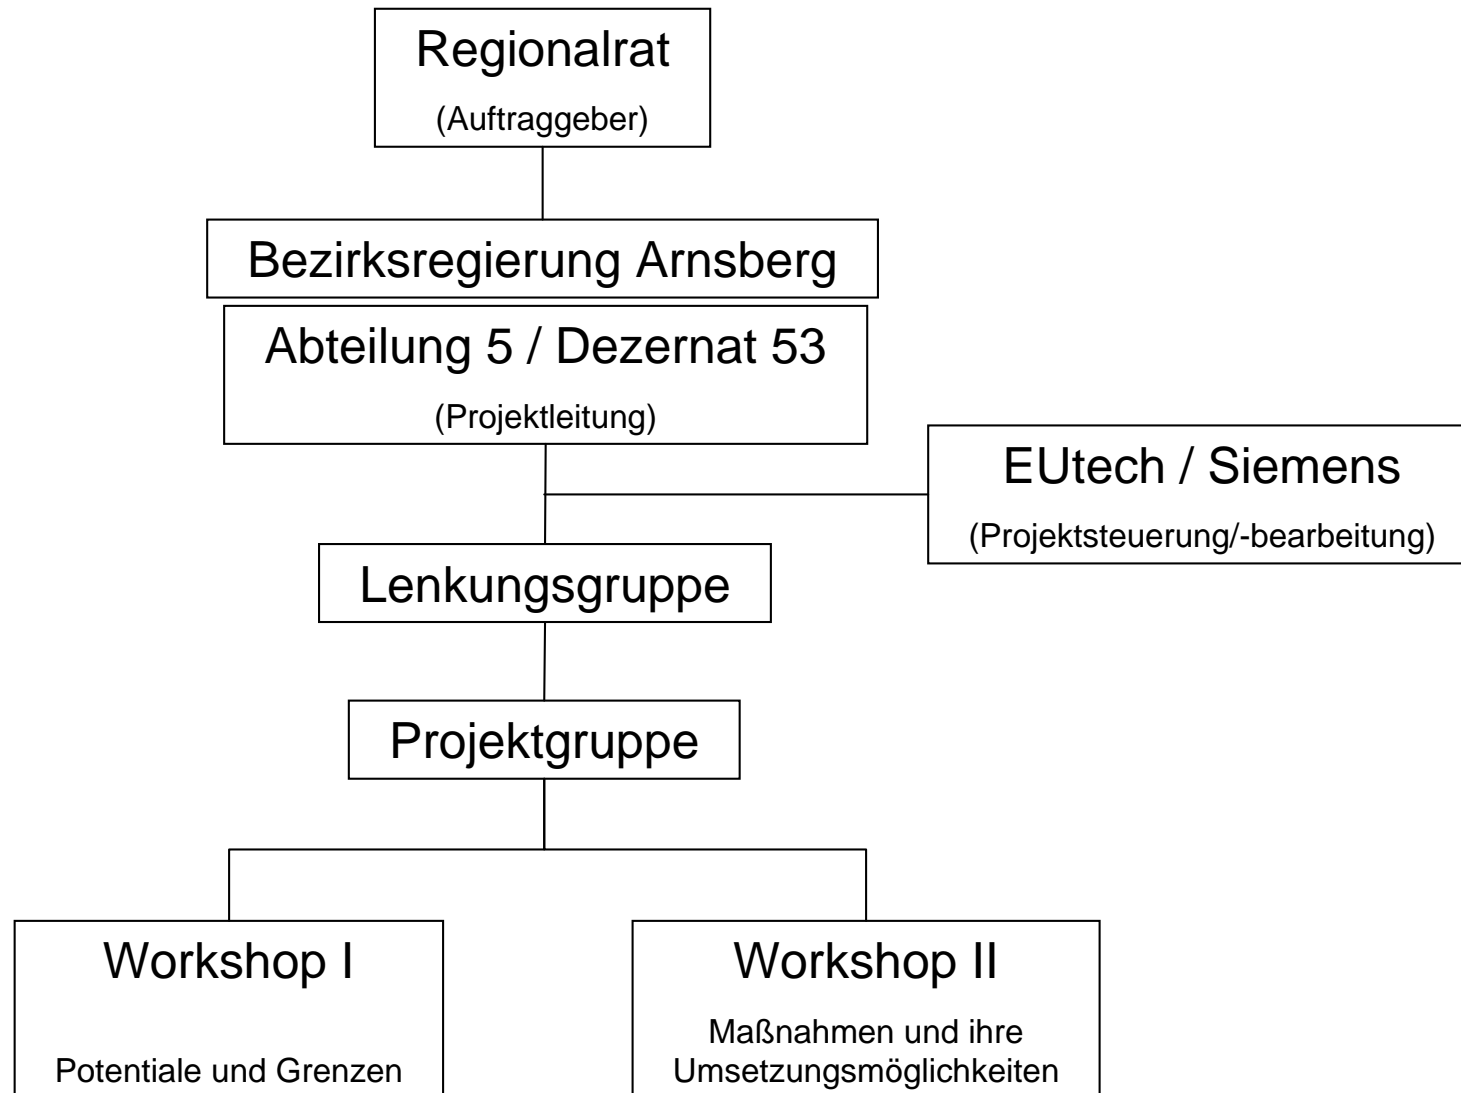 Regionalrat
(Auftraggeber)
Bezirksregierung Arnsberg
Abteilung 5 / Dezernat 53
(Projektleitung)
EUtech / Siemens
(Projektsteuerung/-bearbeitung)
Lenkungsgruppe
Projektgruppe
Workshop I
Potentiale und Grenzen
Workshop II
Maßnahmen und ihre
Umsetzungsmöglichkeiten